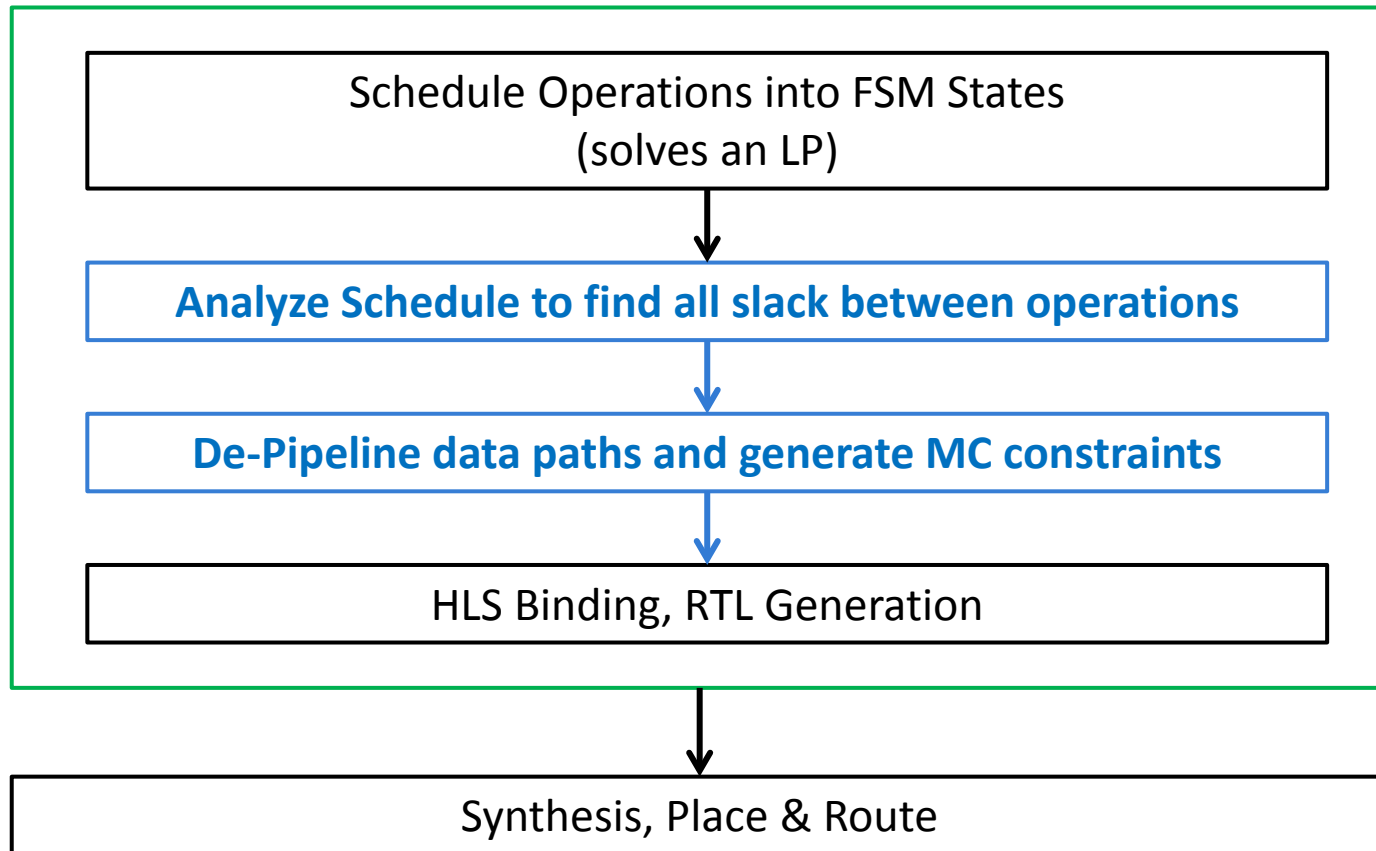 Schedule Operations into FSM States
(solves an LP)
Analyze Schedule to find all slack between operations
De-Pipeline data paths and generate MC constraints
HLS Binding, RTL Generation
Synthesis, Place & Route